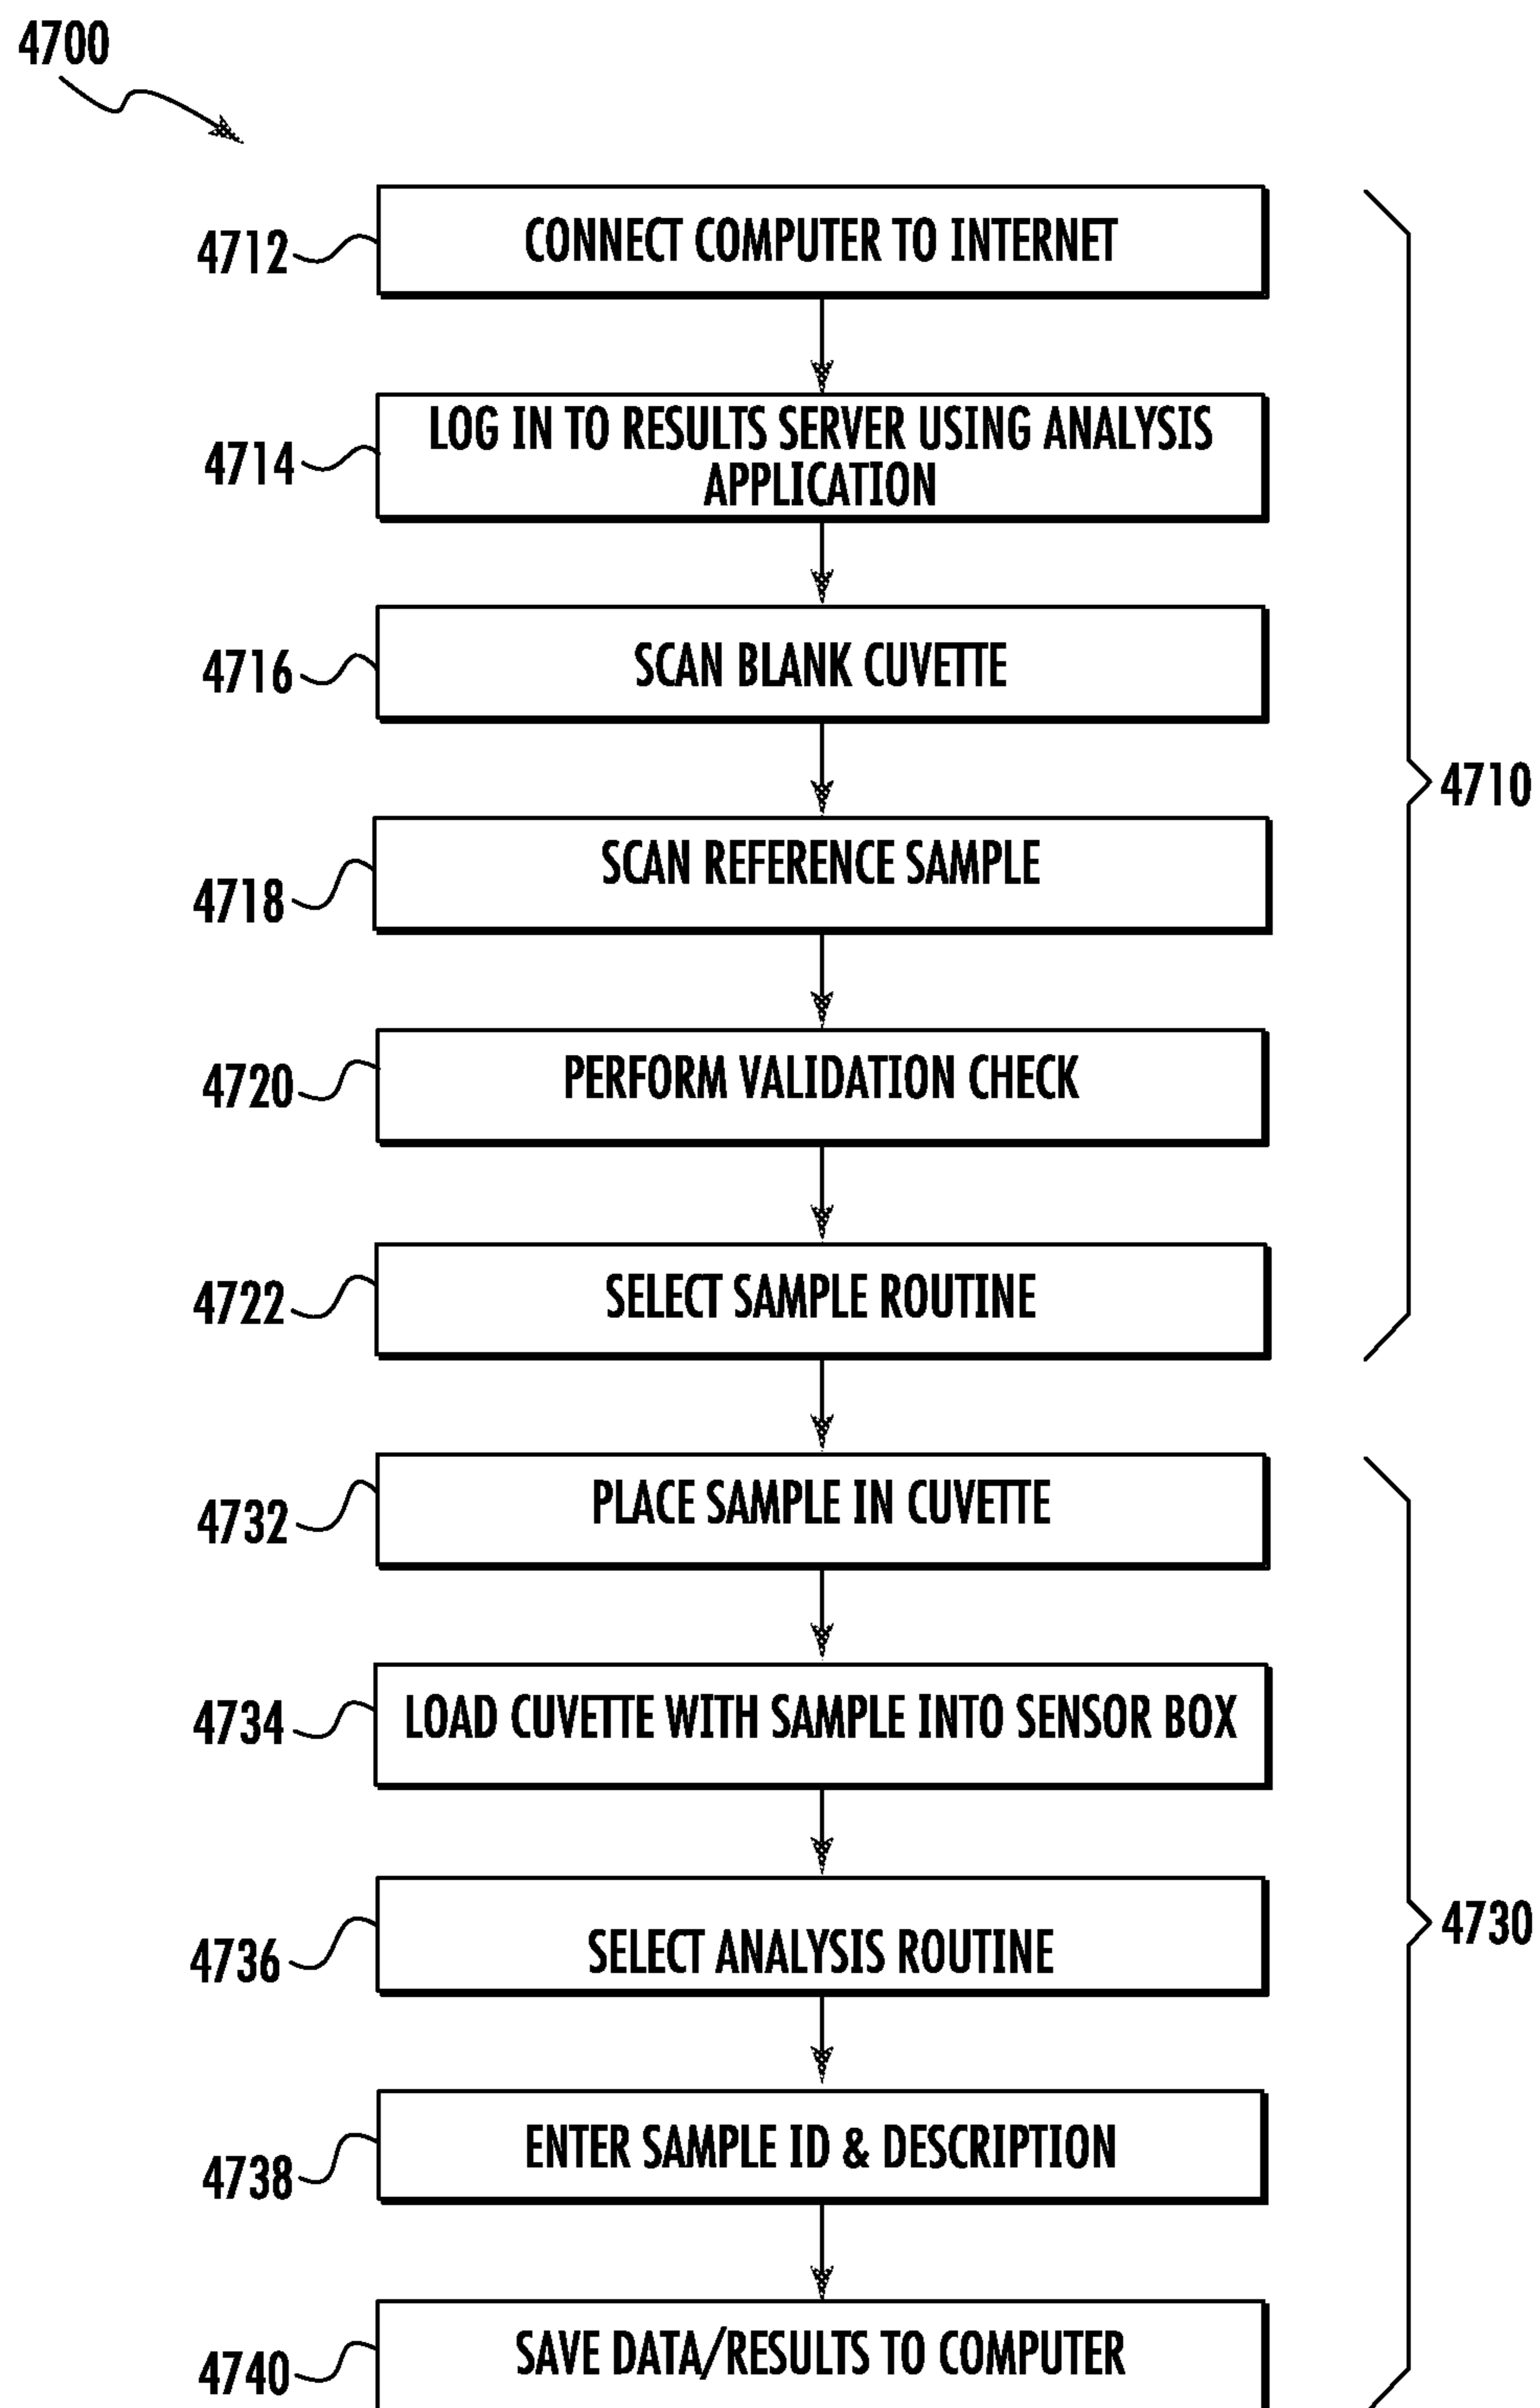 4700
4712
CONNECT COMPUTER TO INTERNET
4714
LOG IN TO RESULTS SERVER USING ANALYSIS
APPLICATION
4716
SCAN BLANK CUVETTE
4710
4718
SCAN REFERENCE SAMPLE
4720
PERFORM VALIDATION CHECK
4722
SELECT SAMPLE ROUTINE
4732
PLACE SAMPLE IN CUVETTE
4734
LOAD CUVETTE WITH SAMPLE INTO SENSOR BOX
4730
4736
SELECT ANALYSIS ROUTINE
4738
ENTER SAMPLE ID & DESCRIPTION
4740
SAVE DATA/RESULTS TO COMPUTER